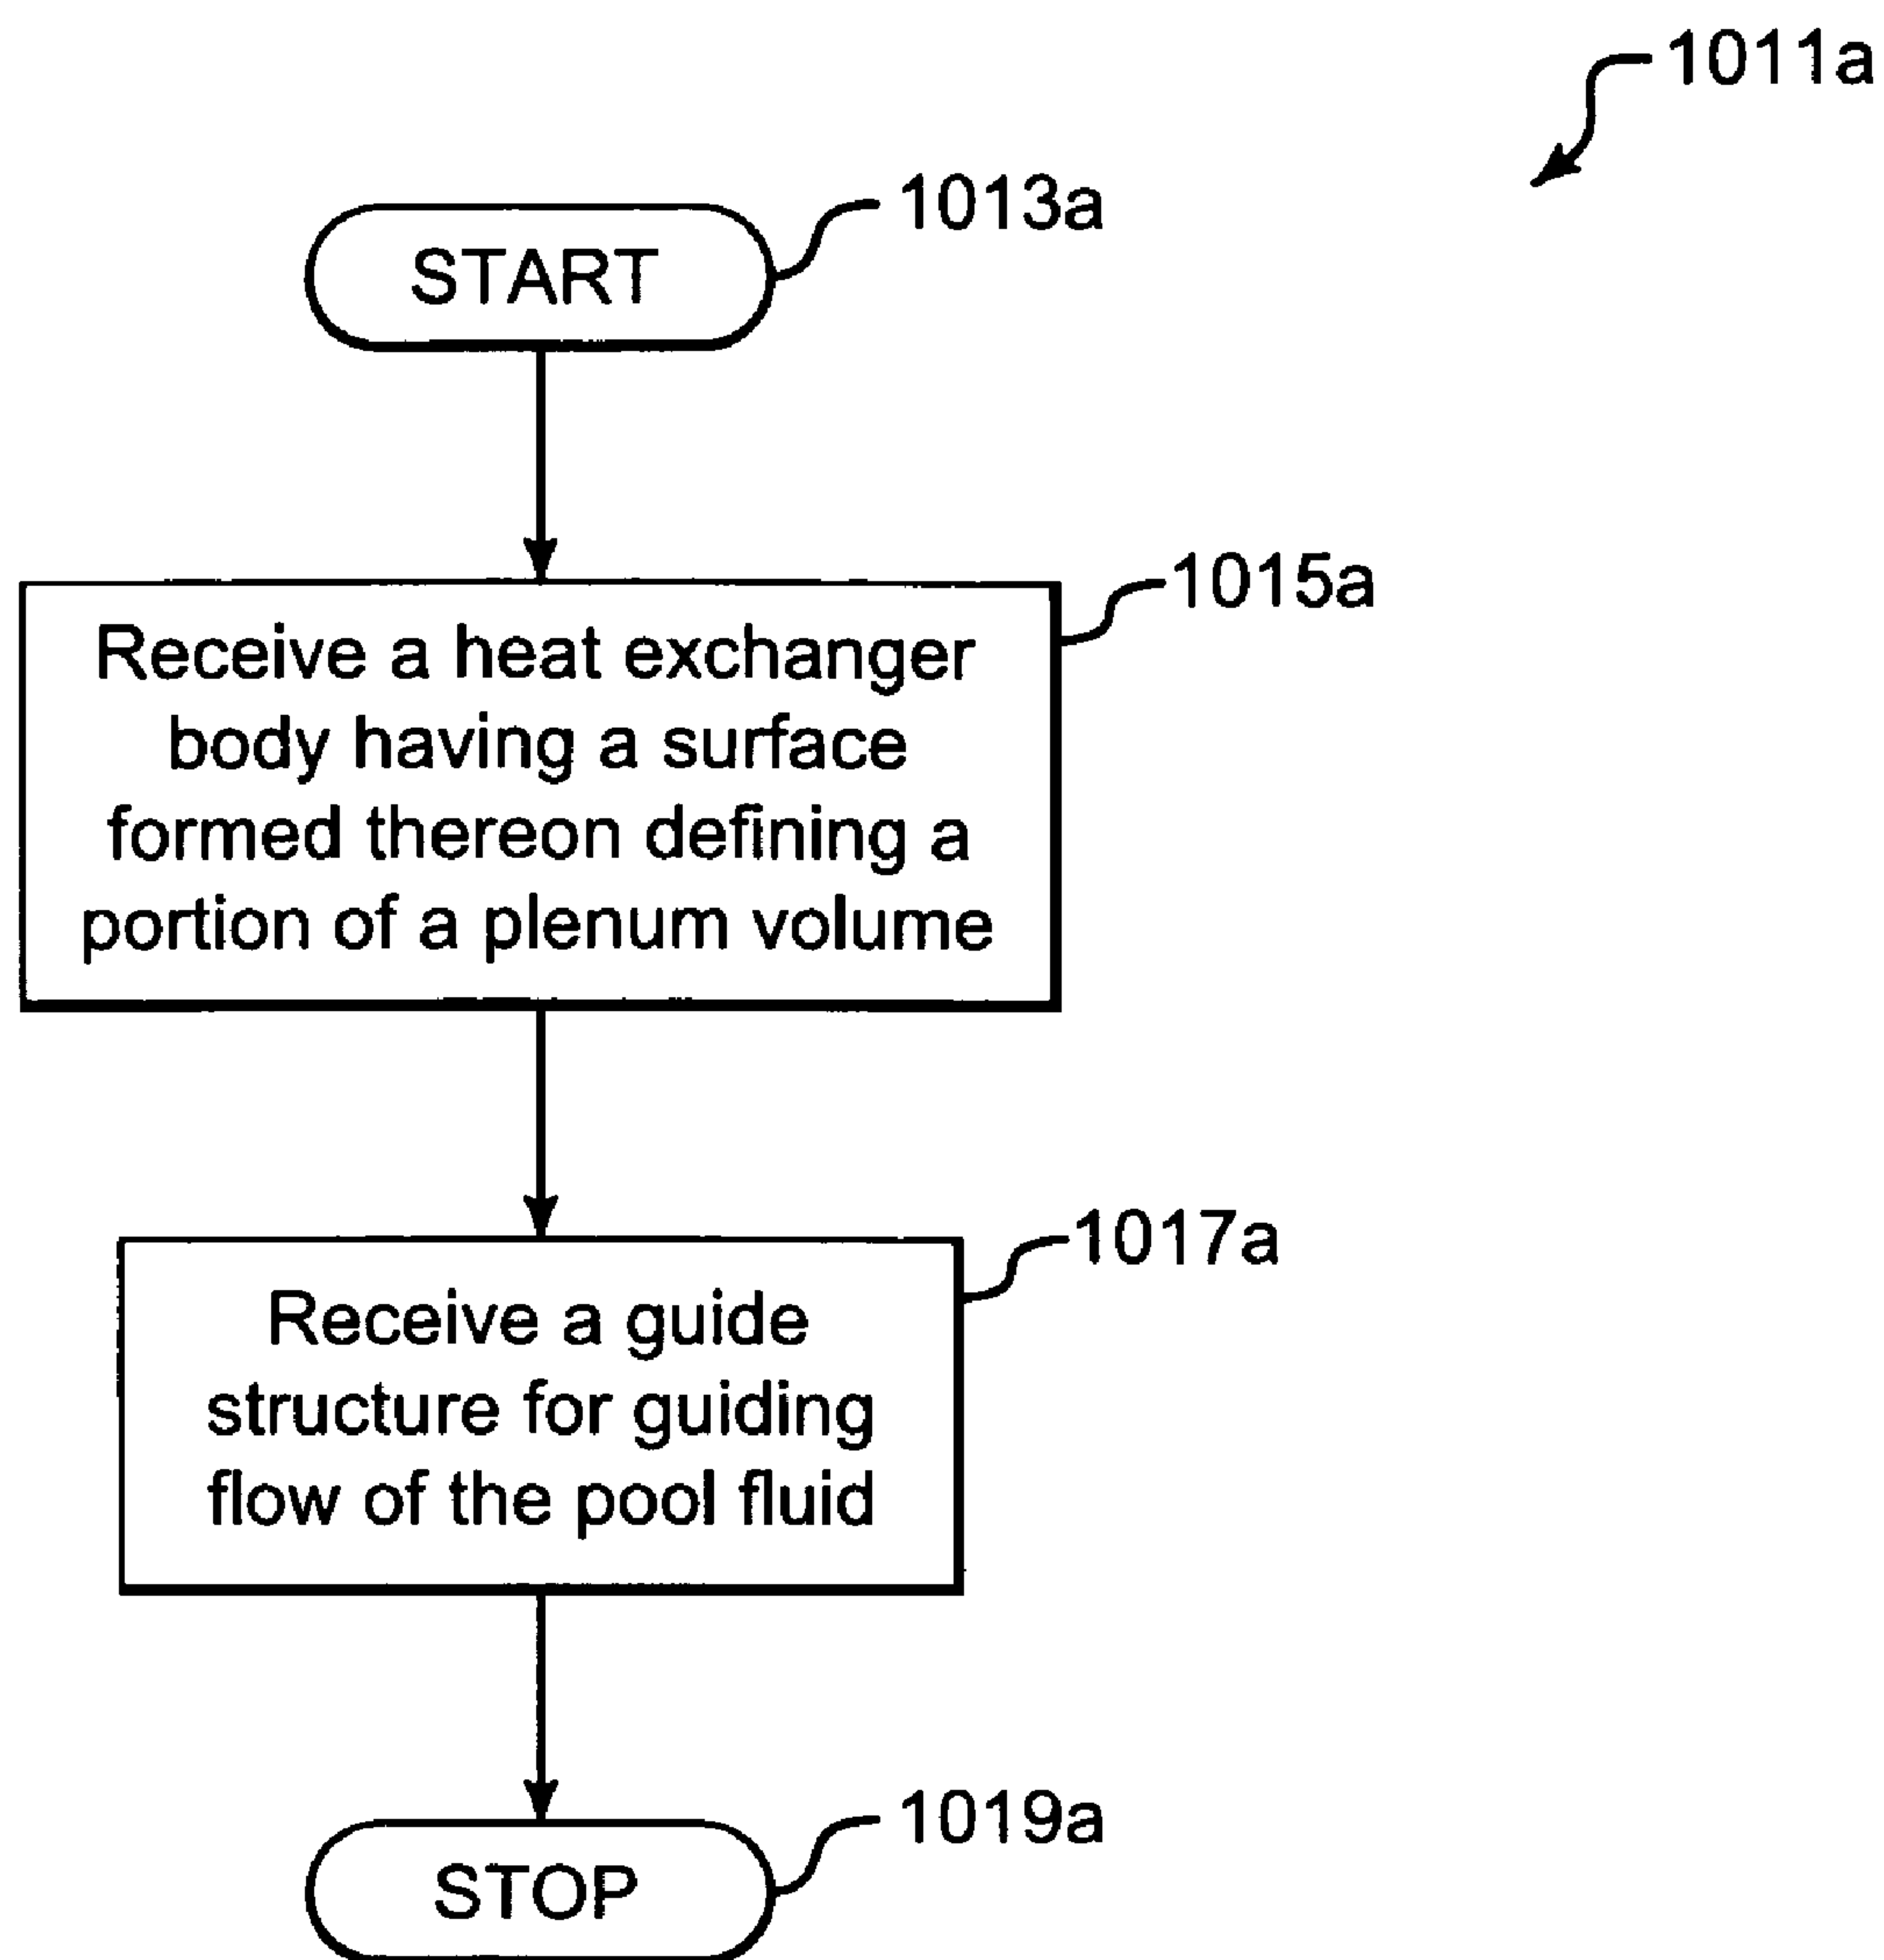 1011a
1013a
START
1015a
Receive a heat exchanger
body having a surface
formed thereon defining a
portion of a plenum volume
1017a
Receive a guide
structure for guiding
flow of the pool fluid
1019a
STOP